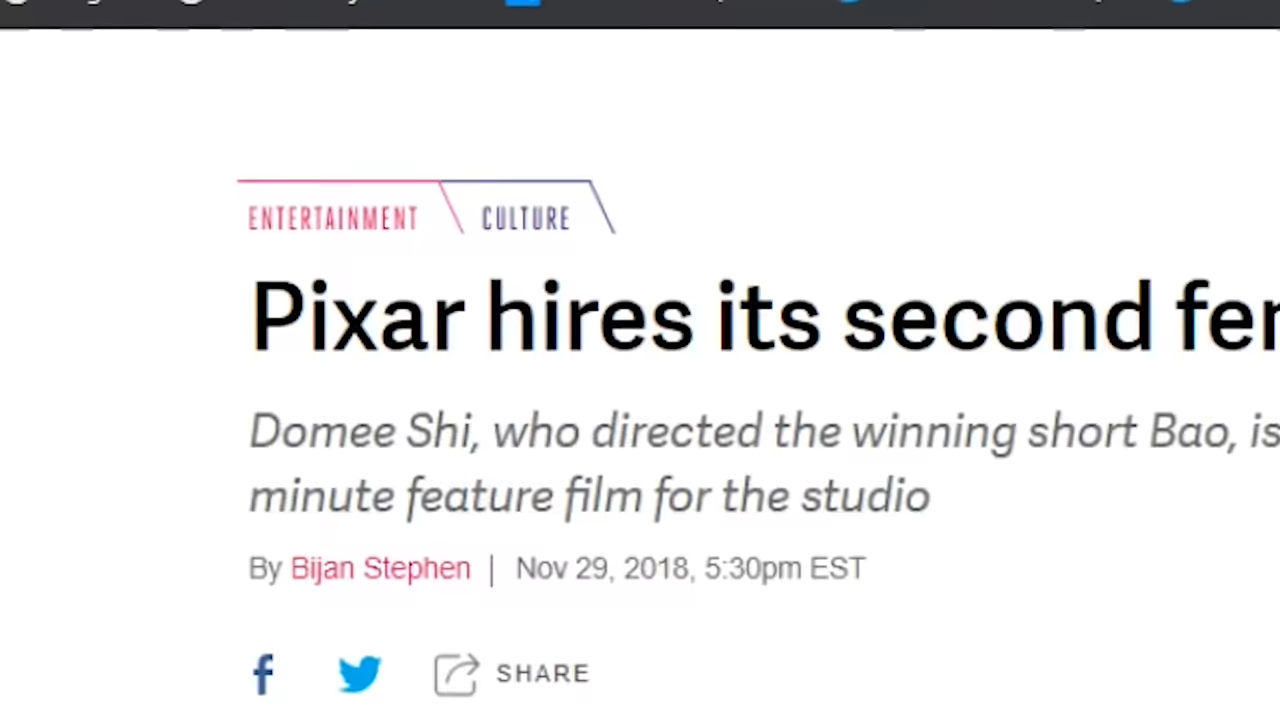 ENTERTAINMENT CULTURE
Pixar hires its second
Domee Shi, who directed the winning short Bao, is
minute feature film for the studio
By Bijan Stephen | Nov 29, 2018, 5:30pm EST
SHARE